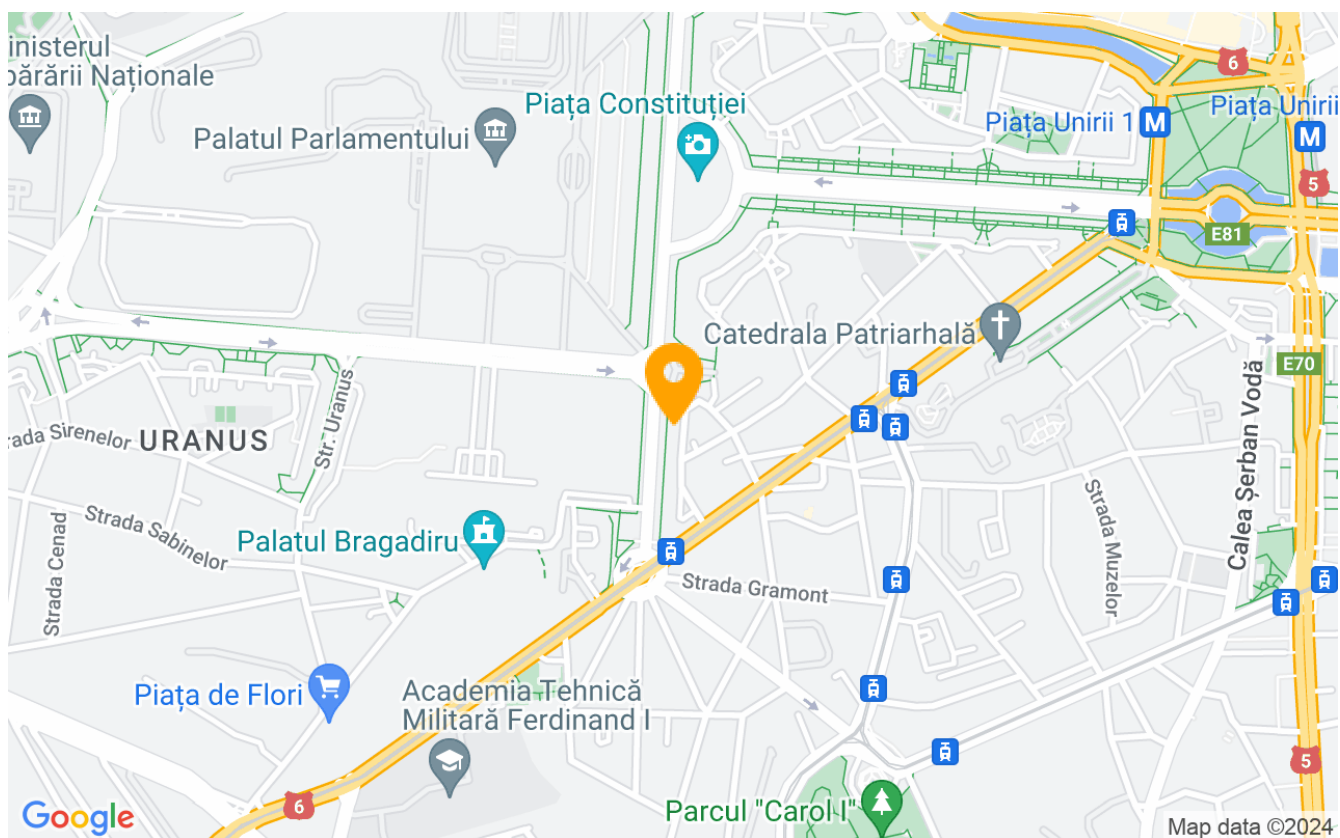 inisterul
părării Naționale
Palatul Parlamentului
Piața Constituției
Piața Unirii 1
M
Piața Unirii
M
6
5
E81
Catedrala Patriarhală
E70
Calea Șerban Vodă
Str. Uranus
rada Sirenelor
URANUS
Strada Sabinelor
Strada Cenad
Palatul Bragadiru
Strada Gramont
Strada Muzelor
Piața de Flori
Academia Tehnică
Militară Ferdinand I
6
5
Parcul "Carol I"
Google
Map data ©2024